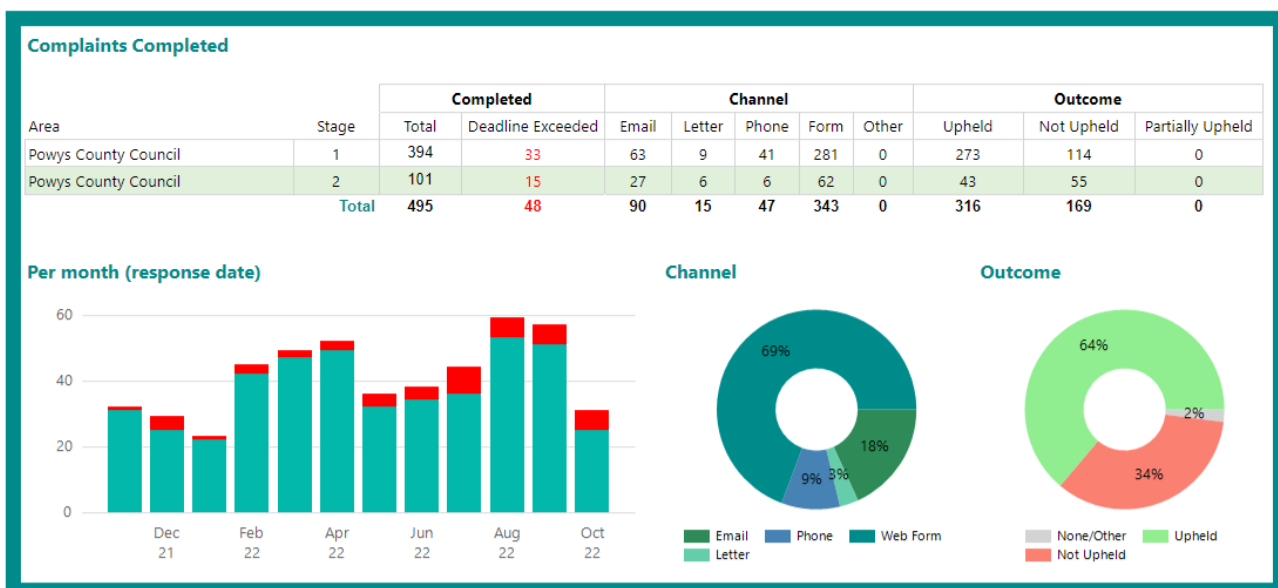 Complaints Completed
Completed Channel Outcome
Area Stage Total Deadline Exceeded Email Letter Phone Form Other Upheld Not Upheld Partially Upheld
Powys County Council 1 394 33 63 9 41 281 0 273 114 0
Powys County Council 2 101 15 27 6 6 62 0 43 55 0
Total 495 48 90 15 47 343 0 316 169 0
Per month (response date) Channel Outcome
60
40
20
0
Dec Feb Apr Jun Aug Oct
21 22 22 22 22 22
69%
18%
9% 3%
Email Phone Web Form
Letter
64%
2%
34%
None/Other Upheld
Not Upheld